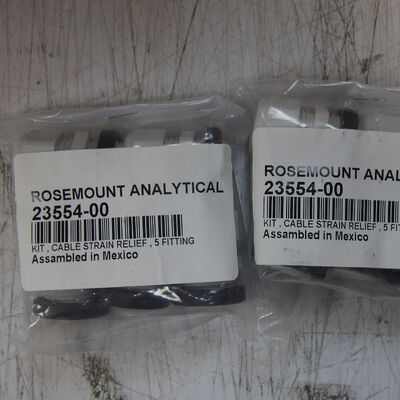 ROSEMOUNT ANALYTICAL
23554-00
KIT , CABLE STRAIN RELIEF , 5 FITTING
Assambled in Mexico
ROSEMOUNT ANAL
23554-00
KIT , CABLE STRAIN RELIEF , 5 F
Assambled in Mexico